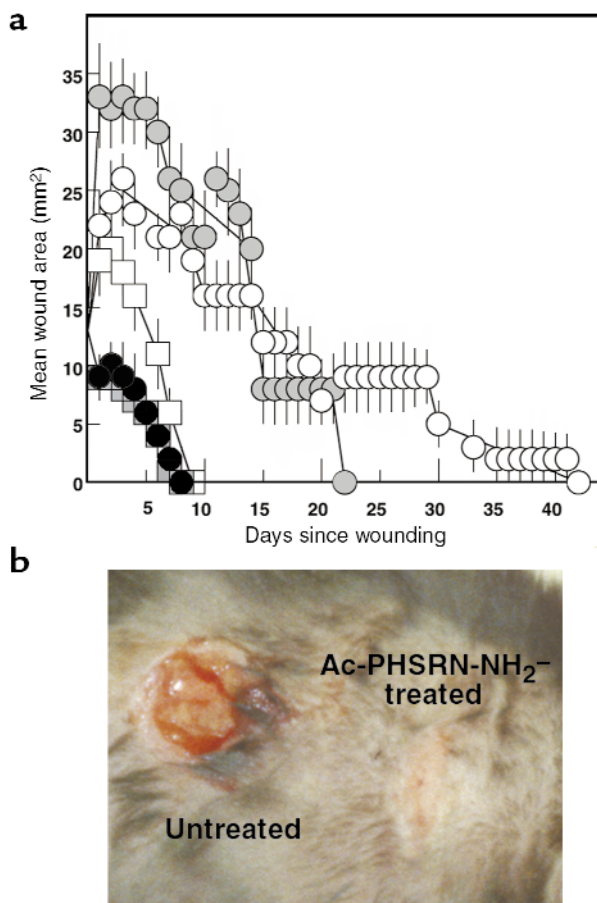 a
Mean wound area (mm²)
35
30
25
20
15
10
5
0
5 10 15 20 25 30 35 40
Days since wounding
b
Ac-PHSRN-NH₂–
treated
Untreated